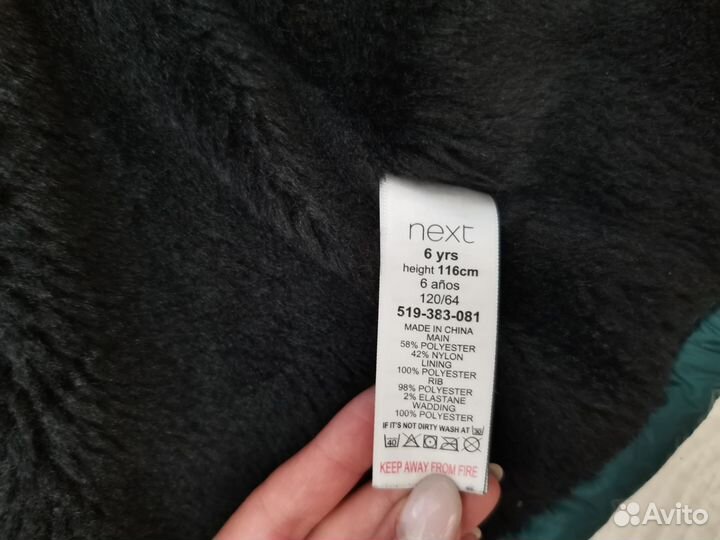 next
6 yrs
height 116cm
6 años
120/64
519-383-081
MADE IN CHINA
MAIN
58% POLYESTER
42% NYLON
LINING
100% POLYESTER
RIB
98% POLYESTER
2% ELASTANE
WADDING
100% POLYESTER
IF IT'S NOT DIRTY WASH AT 30
40
KEEP AWAY FROM FIRE
Avito